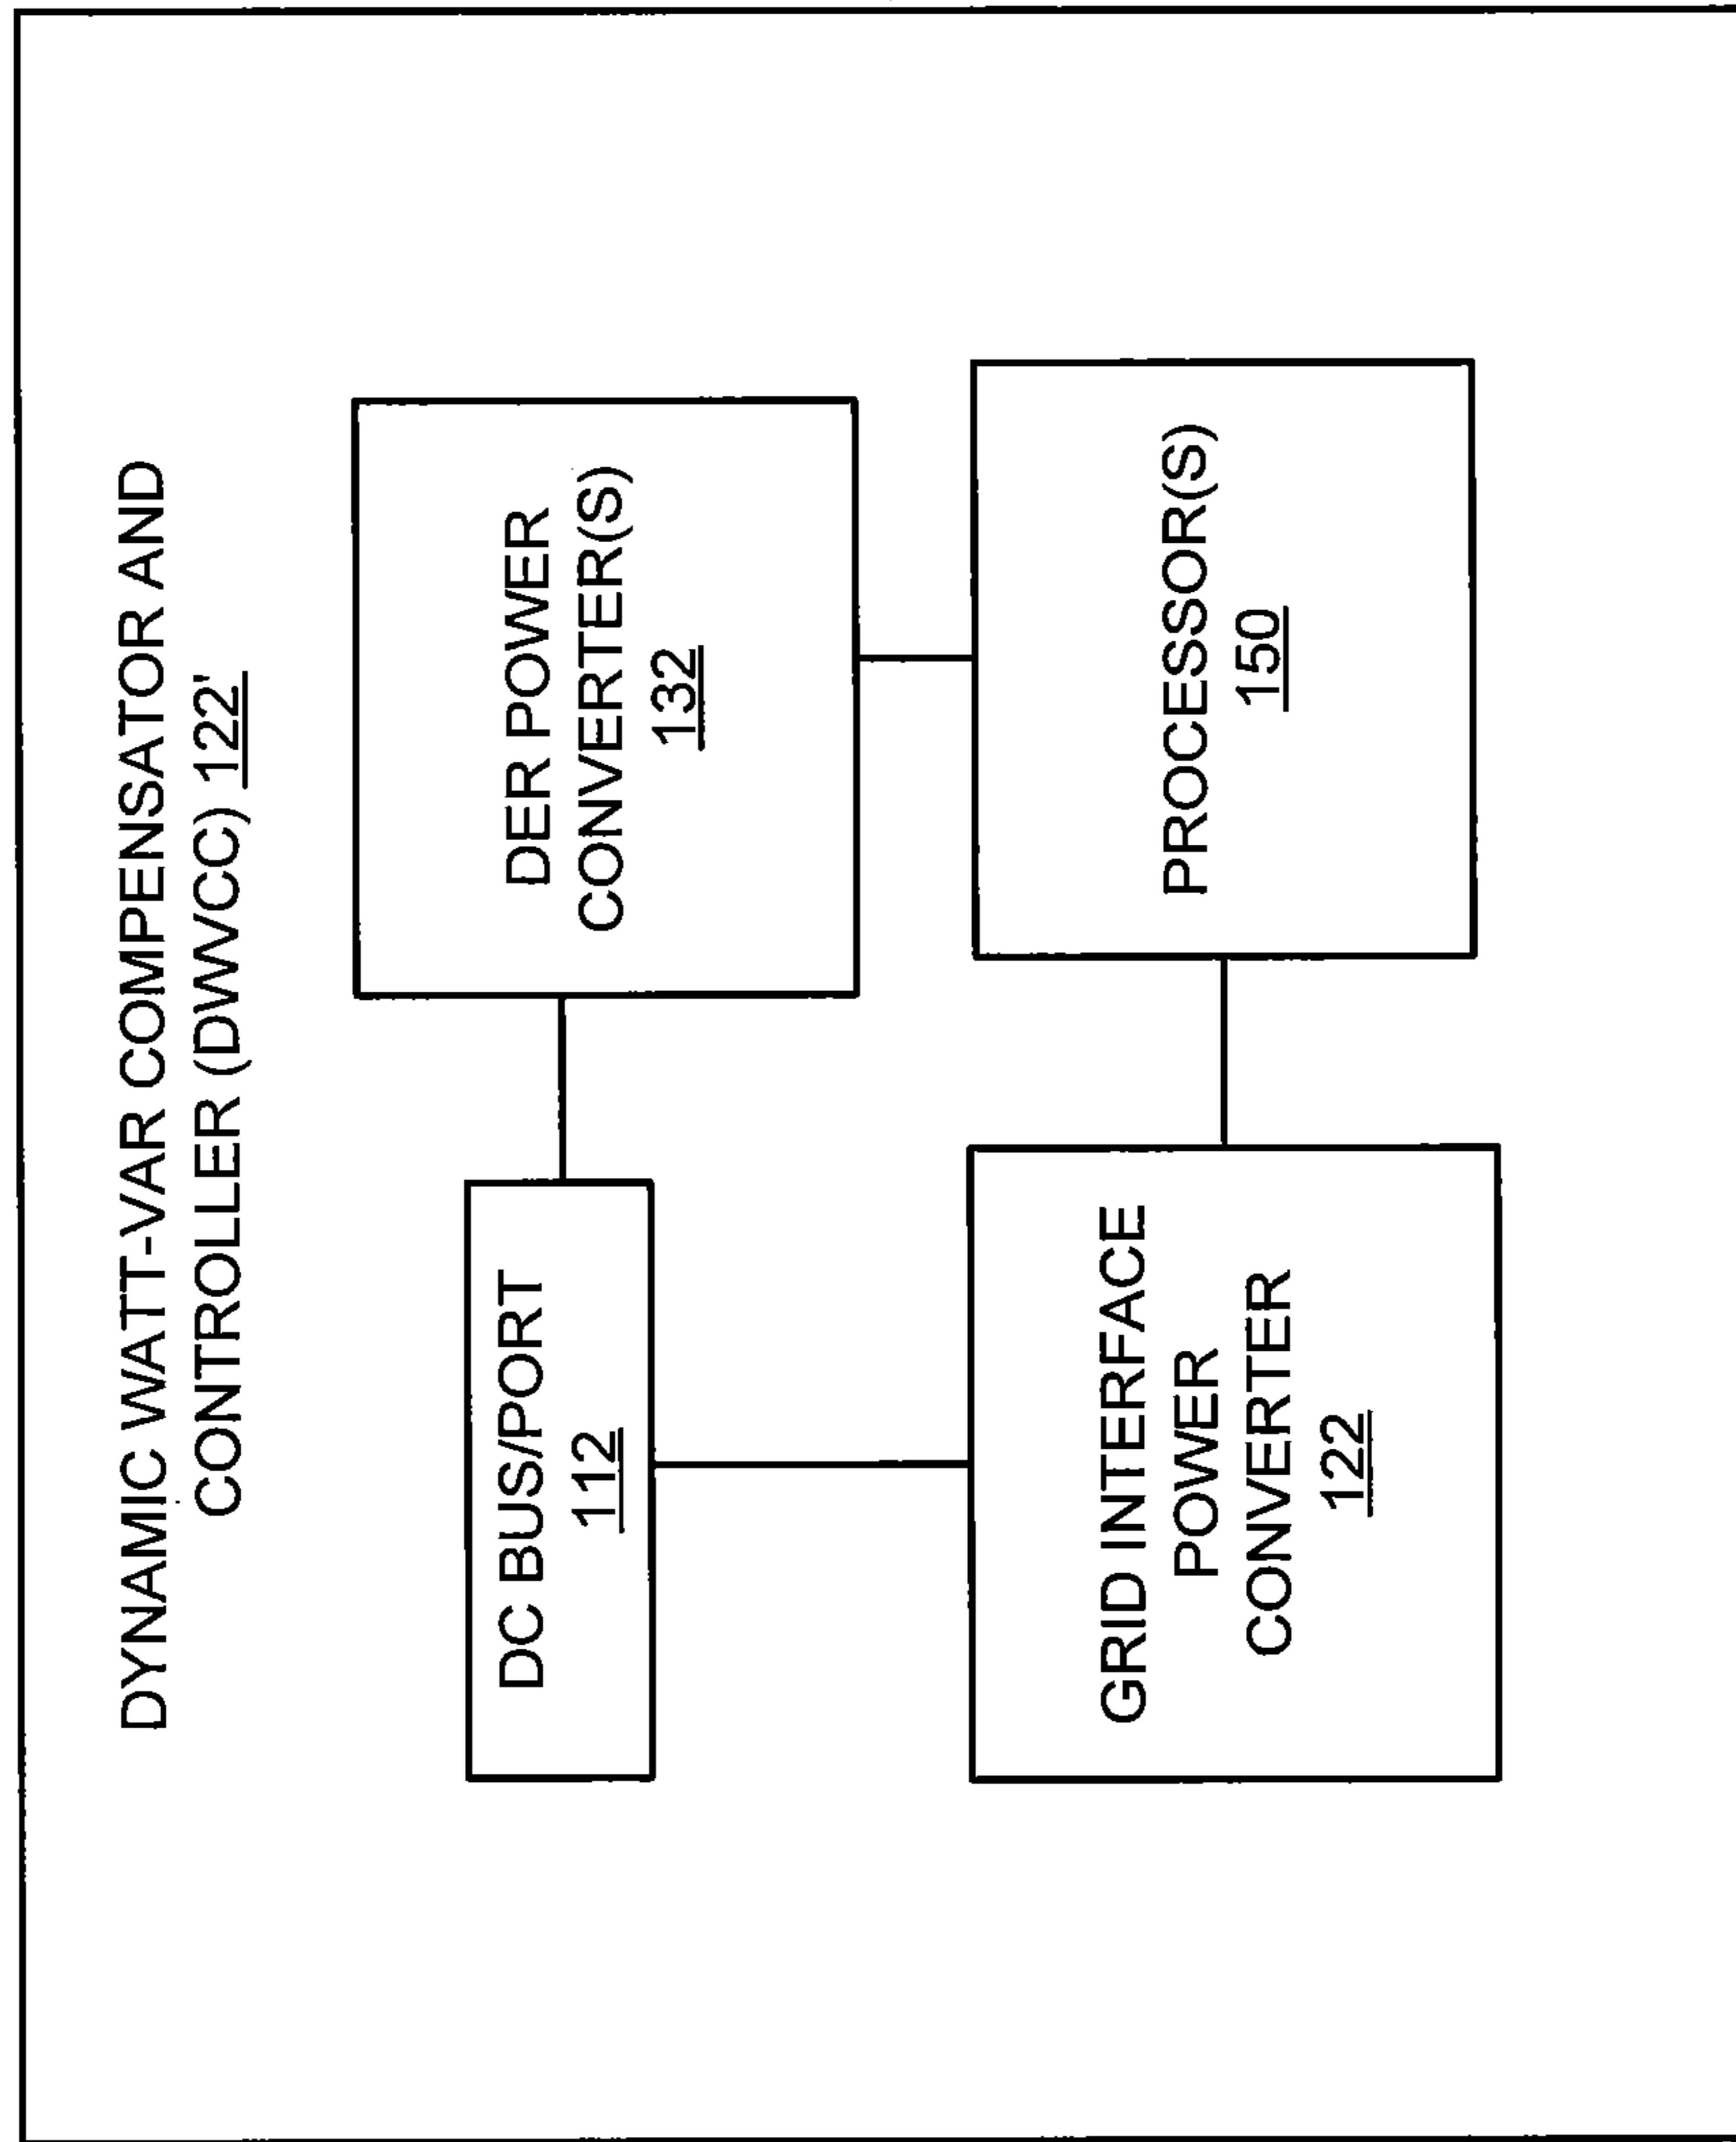 DYNAMIC WATT-VAR COMPENSATOR AND
CONTROLLER (DWVCC) 122'
DC BUS/PORT
112
DER POWER
CONVERTER(S)
132
GRID INTERFACE
POWER
CONVERTER
122
PROCESSOR(S)
150